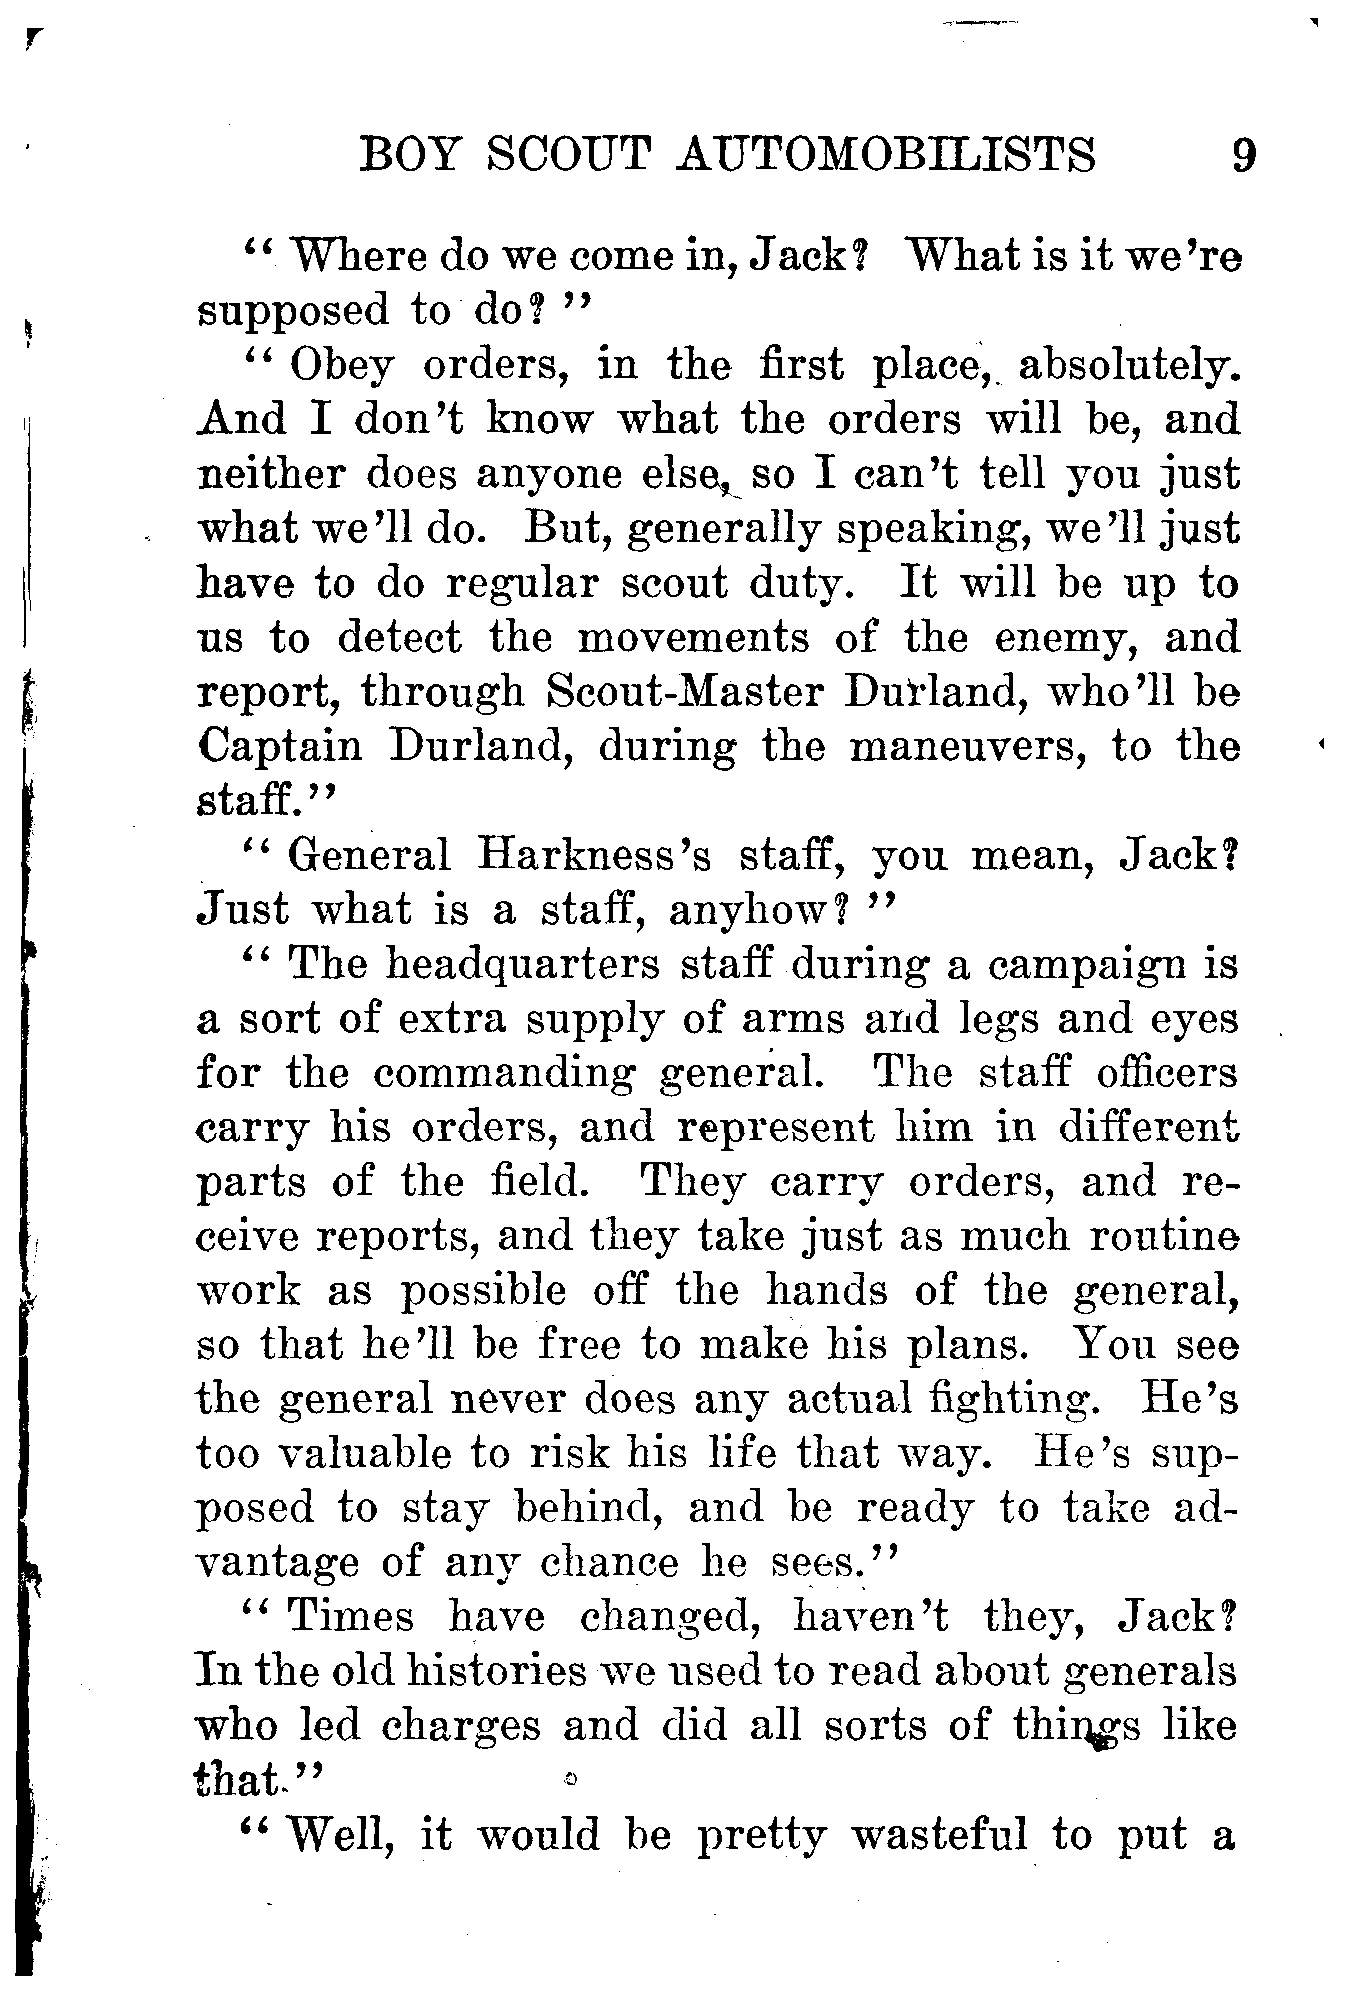 BOY SCOUT AUTOMOBILISTS 9
"Where do we come in, Jack? What is it we're
supposed to do?"
"Obey orders, in the first place, absolutely.
And I don't know what the orders will be, and
neither does anyone else, so I can't tell you just
what we'll do. But, generally speaking, we'll just
have to do regular scout duty. It will be up to
us to detect the movements of the enemy, and
report, through Scout-Master Durland, who'll be
Captain Durland, during the maneuvers, to the
staff."
"General Harkness's staff, you mean, Jack?
Just what is a staff, anyhow?"
"The headquarters staff during a campaign is
a sort of extra supply of arms and legs and eyes
for the commanding general. The staff officers
carry his orders, and represent him in different
parts of the field. They carry orders, and re-
ceive reports, and they take just as much routine
work as possible off the hands of the general,
so that he'll be free to make his plans. You see
the general never does any actual fighting. He's
too valuable to risk his life that way. He's sup-
posed to stay behind, and be ready to take ad-
vantage of any chance he sees."
"Times have changed, haven't they, Jack?
In the old histories we used to read about generals
who led charges and did all sorts of things like
that."
"Well, it would be pretty wasteful to put a